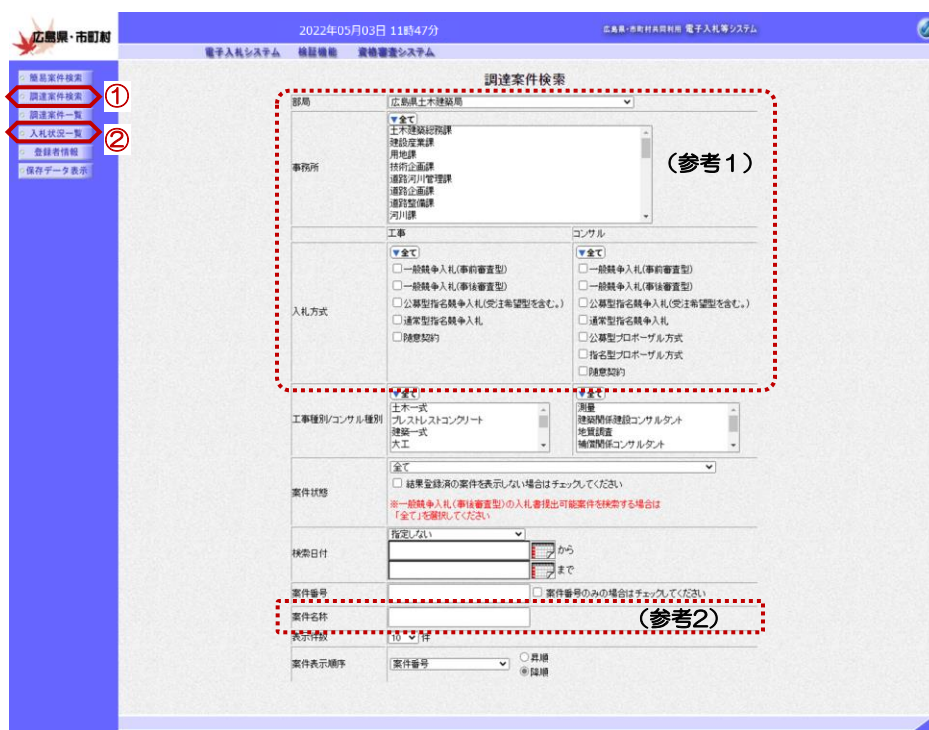 広島県・市町村
2022年05月03日 11時47分
広島県・市町村共同利用 電子入札等システム
電子入札システム 検証機能 資格審査システム
簡易案件検索
調達案件検索
①
調達案件一覧
入札状況一覧
②
登録者情報
保存データ表示
調達案件検索
部局 広島県土木建築局
事務所
▼全て
土木建築総務課
建設産業課
用地課
技術企画課
道路河川管理課
道路企画課
道路整備課
河川課
(参考1)
工事 コンサル
入札方式
▼全て ▼全て
一般競争入札(事前審査型) 一般競争入札(事前審査型)
一般競争入札(事後審査型) 一般競争入札(事後審査型)
公募型指名競争入札(受注希望型を含む。) 公募型指名競争入札(受注希望型を含む。)
通常型指名競争入札 通常型指名競争入札
随意契約 公募型プロポーザル方式
指名型プロポーザル方式
随意契約
工事種別/コンサル種別
▼全て ▼全て
土木一式 測量
プレストレストコンクリート 建築関係建設コンサルタント
建築一式 地質調査
大工 補償関係コンサルタント
案件状態
全て
結果登録済の案件を表示しない場合はチェックしてください
※一般競争入札(事後審査型)の入札書提出可能案件を検索する場合は
「全て」を選択してください
検索日付
指定しない
から
まで
案件番号 案件番号のみの場合はチェックしてください
案件名称 (参考2)
表示件数 10 件
案件表示順序 案件番号 昇順
降順